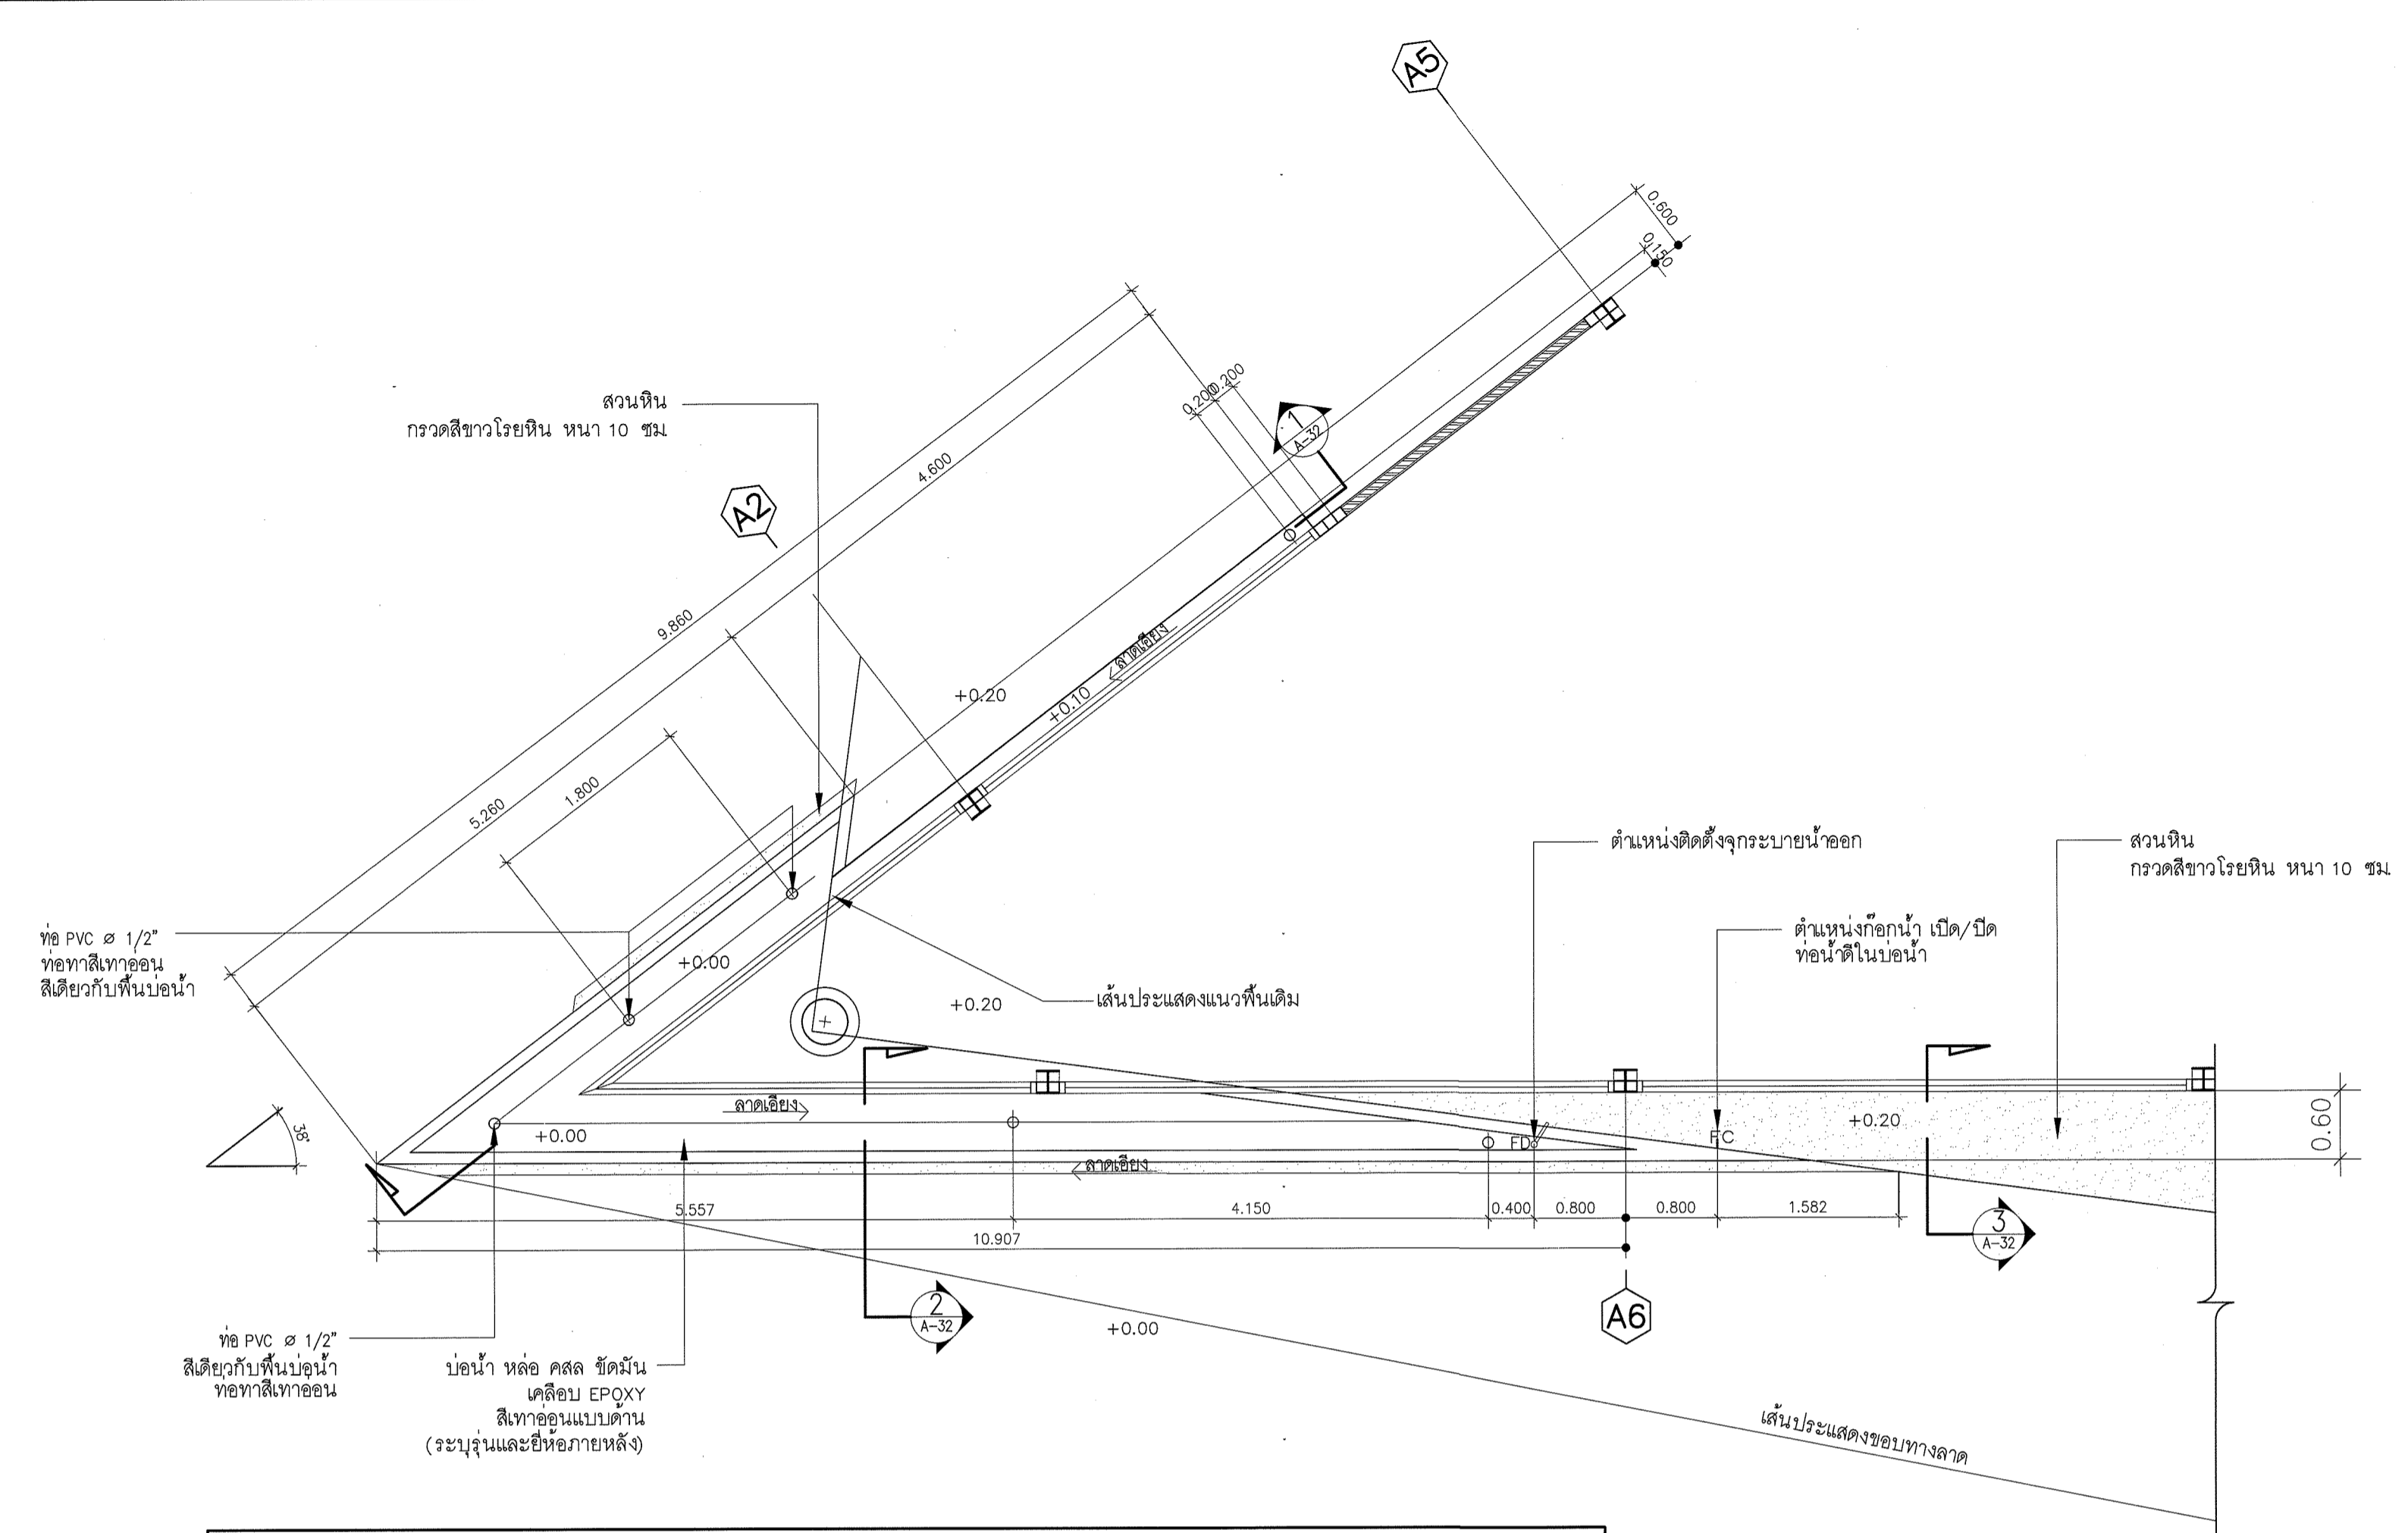 A5
0.600
0.150
0.200
0.200
1
A-32
สวนหิน
กรวดสีขาวโรยหิน หนา 10 ซม.
4.600
A2
9.860
ลาดเอียง
+0.20
+0.10
1.800
5.260
ตำแหน่งติดตั้งจุกระบายน้ำออก
สวนหิน
กรวดสีขาวโรยหิน หนา 10 ซม.
ท่อ PVC ø 1/2"
ท่อทาสีเทาอ่อน
สีเดียวกับพื้นบ่อน้ำ
ตำแหน่งก๊อกน้ำ เปิด/ปิด
ท่อน้ำดีในบ่อน้ำ
+0.00
+0.20
เส้นประแสดงแนวพื้นเดิม
38°
ลาดเอียง
+0.00
FD
FC
+0.20
0.60
ลาดเอียง
5.557
4.150
0.400
0.800
0.800
1.582
10.907
3
A-32
2
A-32
A6
+0.00
ท่อ PVC ø 1/2"
สีเดียวกับพื้นบ่อน้ำ
ท่อทาสีเทาอ่อน
บ่อน้ำ หล่อ คสล ขัดมัน
เคลือบ EPOXY
สีเทาอ่อนแบบด้าน
(ระบุรุ่นและยี่ห้อภายหลัง)
เส้นประแสดงขอบทางลาด